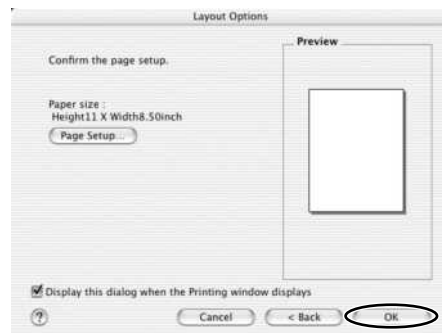 Layout Options
Preview
Confirm the page setup.
Paper size :
Height11 X Width8.50inch
Page Setup...
Display this dialog when the Printing window displays
?
Cancel
< Back
OK